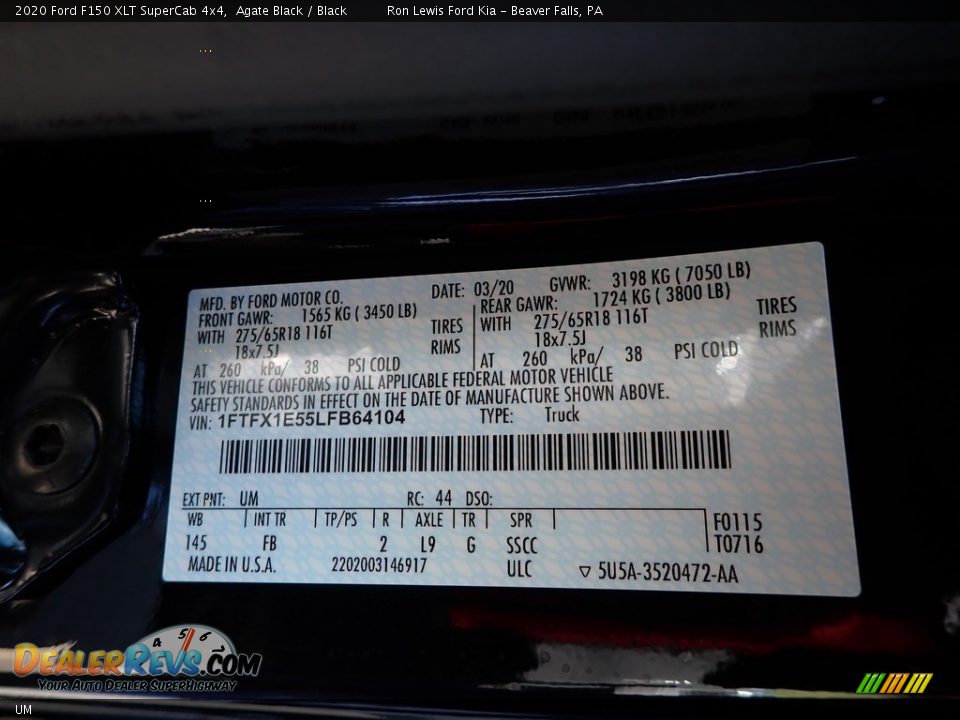 2020 Ford F150 XLT SuperCab 4x4, Agate Black / Black Ron Lewis Ford Kia - Beaver Falls, PA
MFD. BY FORD MOTOR CO. DATE: 03/20 GVWR: 3198 KG ( 7050 LB)
FRONT GAWR: 1565 KG ( 3450 LB) REAR GAWR: 1724 KG ( 3800 LB)
WITH 275/65R18 116T TIRES WITH 275/65R18 116T TIRES
18x7.5J RIMS 18x7.5J RIMS
AT 260 kPa/ 38 PSI COLD AT 260 kPa/ 38 PSI COLD
THIS VEHICLE CONFORMS TO ALL APPLICABLE FEDERAL MOTOR VEHICLE
SAFETY STANDARDS IN EFFECT ON THE DATE OF MANUFACTURE SHOWN ABOVE.
VIN: 1FTFX1E55LFB64104 TYPE: Truck
EXT PNT: UM RC: 44 DSO:
WB INT TR TP/PS R AXLE TR SPR F0115
145 FB 2 L9 G SSCC T0716
MADE IN U.S.A. 2202003146917 ULC 5U5A-3520472-AA
4 5 6
DEALERREVS.COM
YOUR AUTO DEALER SUPERHIGHWAY
UM